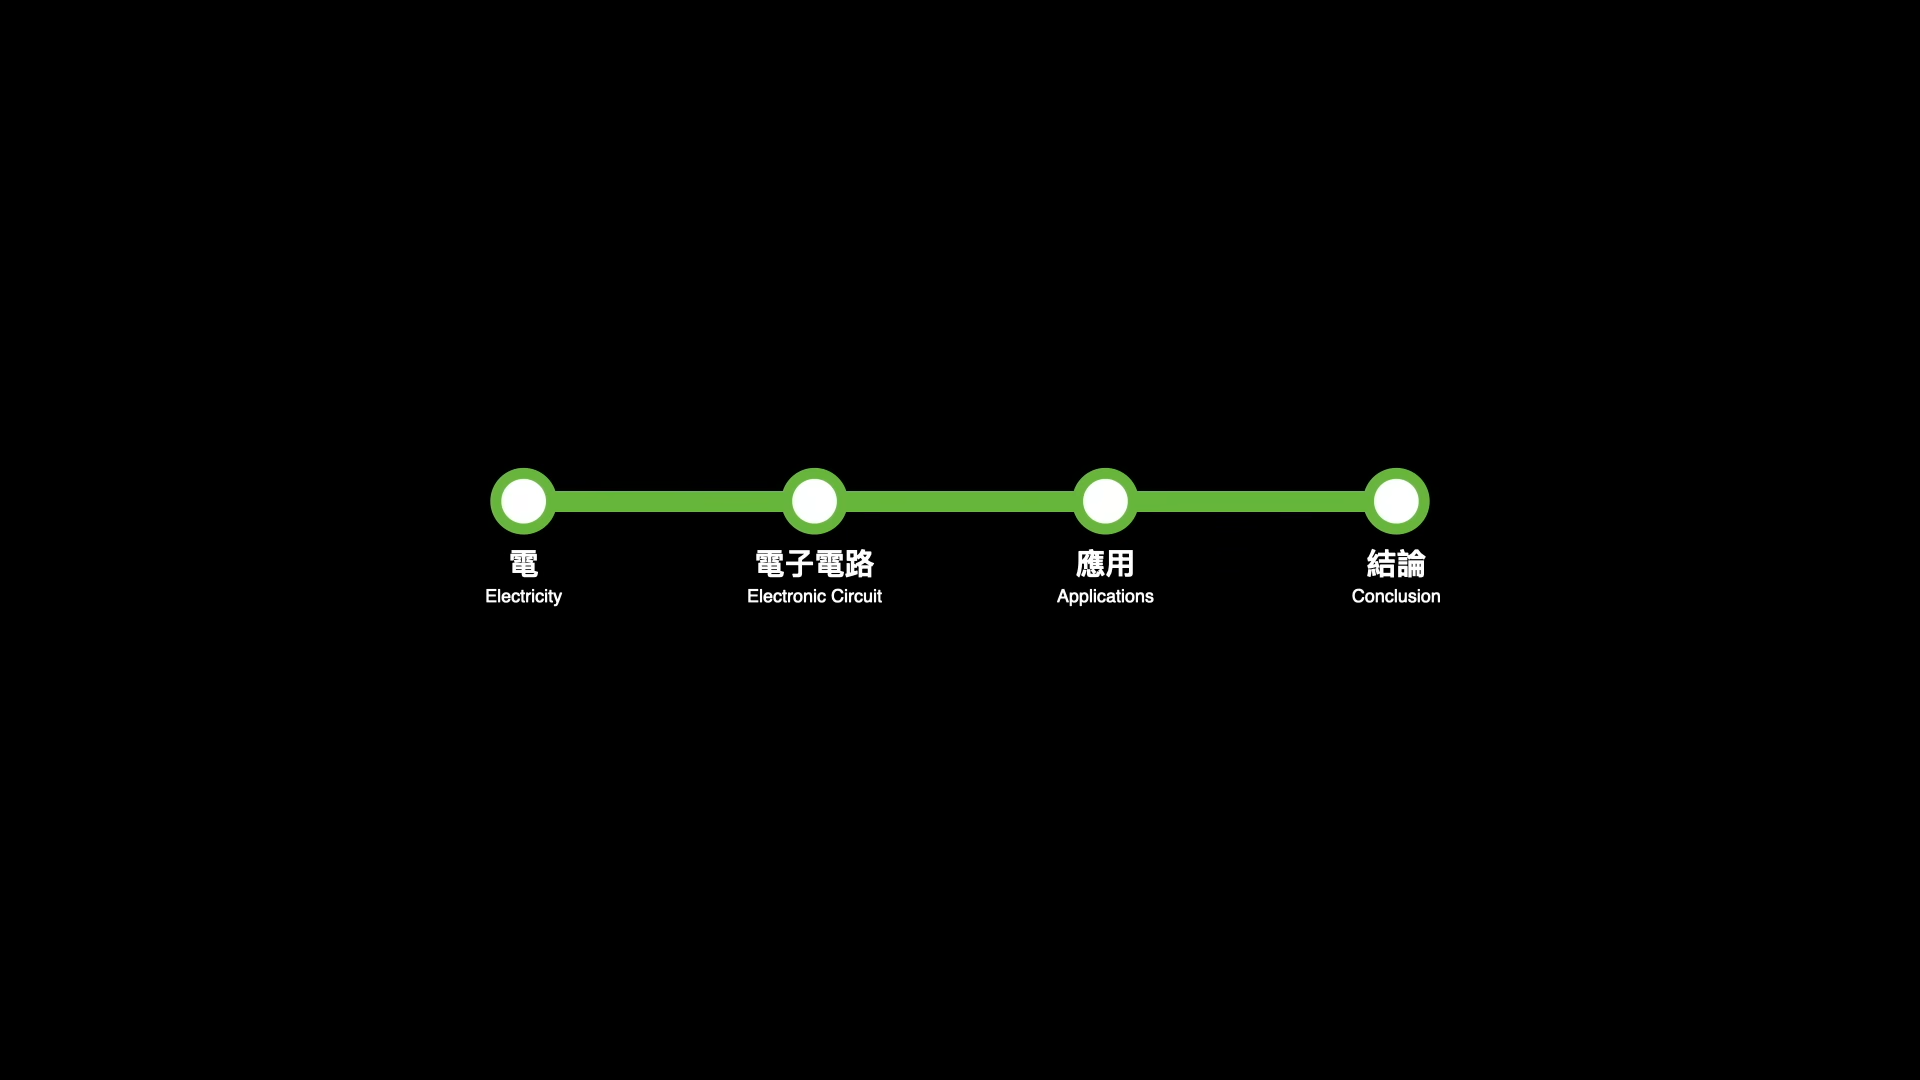 電
Electricity
電子電路
Electronic Circuit
應用
Applications
結論
Conclusion